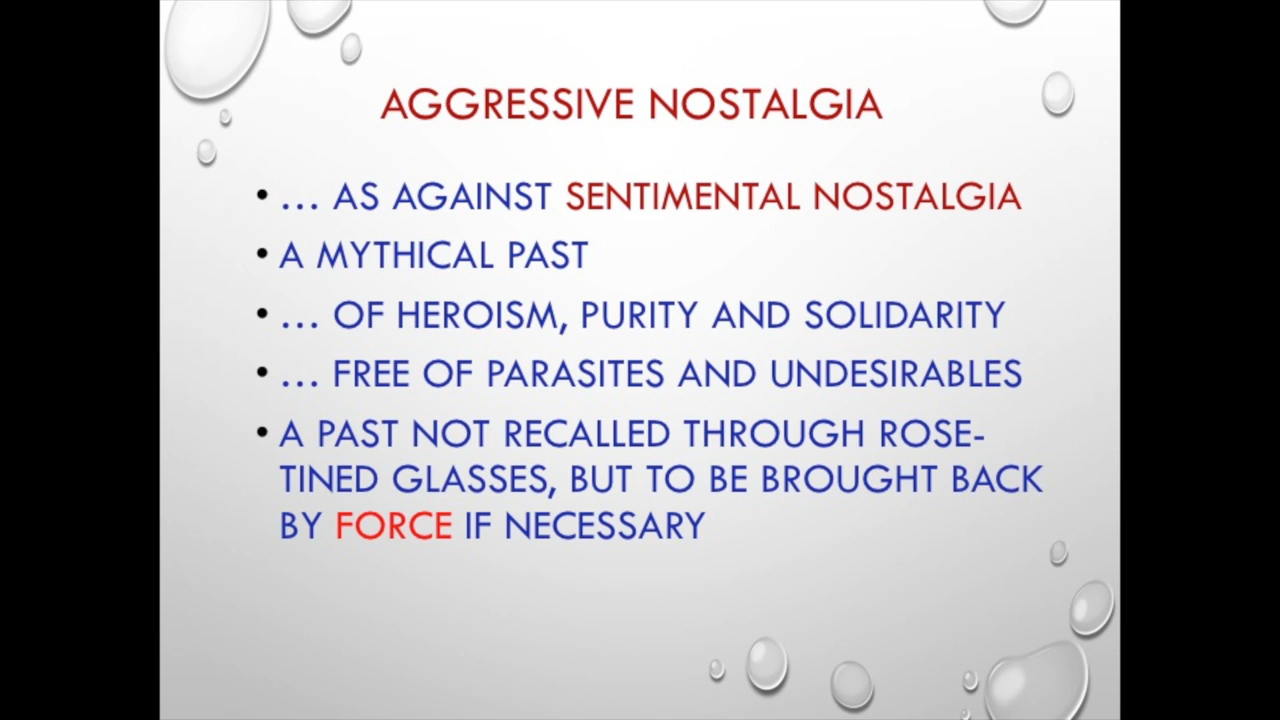 AGGRESSIVE NOSTALGIA
• ... AS AGAINST SENTIMENTAL NOSTALGIA
• A MYTHICAL PAST
• ... OF HEROISM, PURITY AND SOLIDARITY
• ... FREE OF PARASITES AND UNDESIRABLES
• A PAST NOT RECALLED THROUGH ROSE-
TINED GLASSES, BUT TO BE BROUGHT BACK
BY FORCE IF NECESSARY